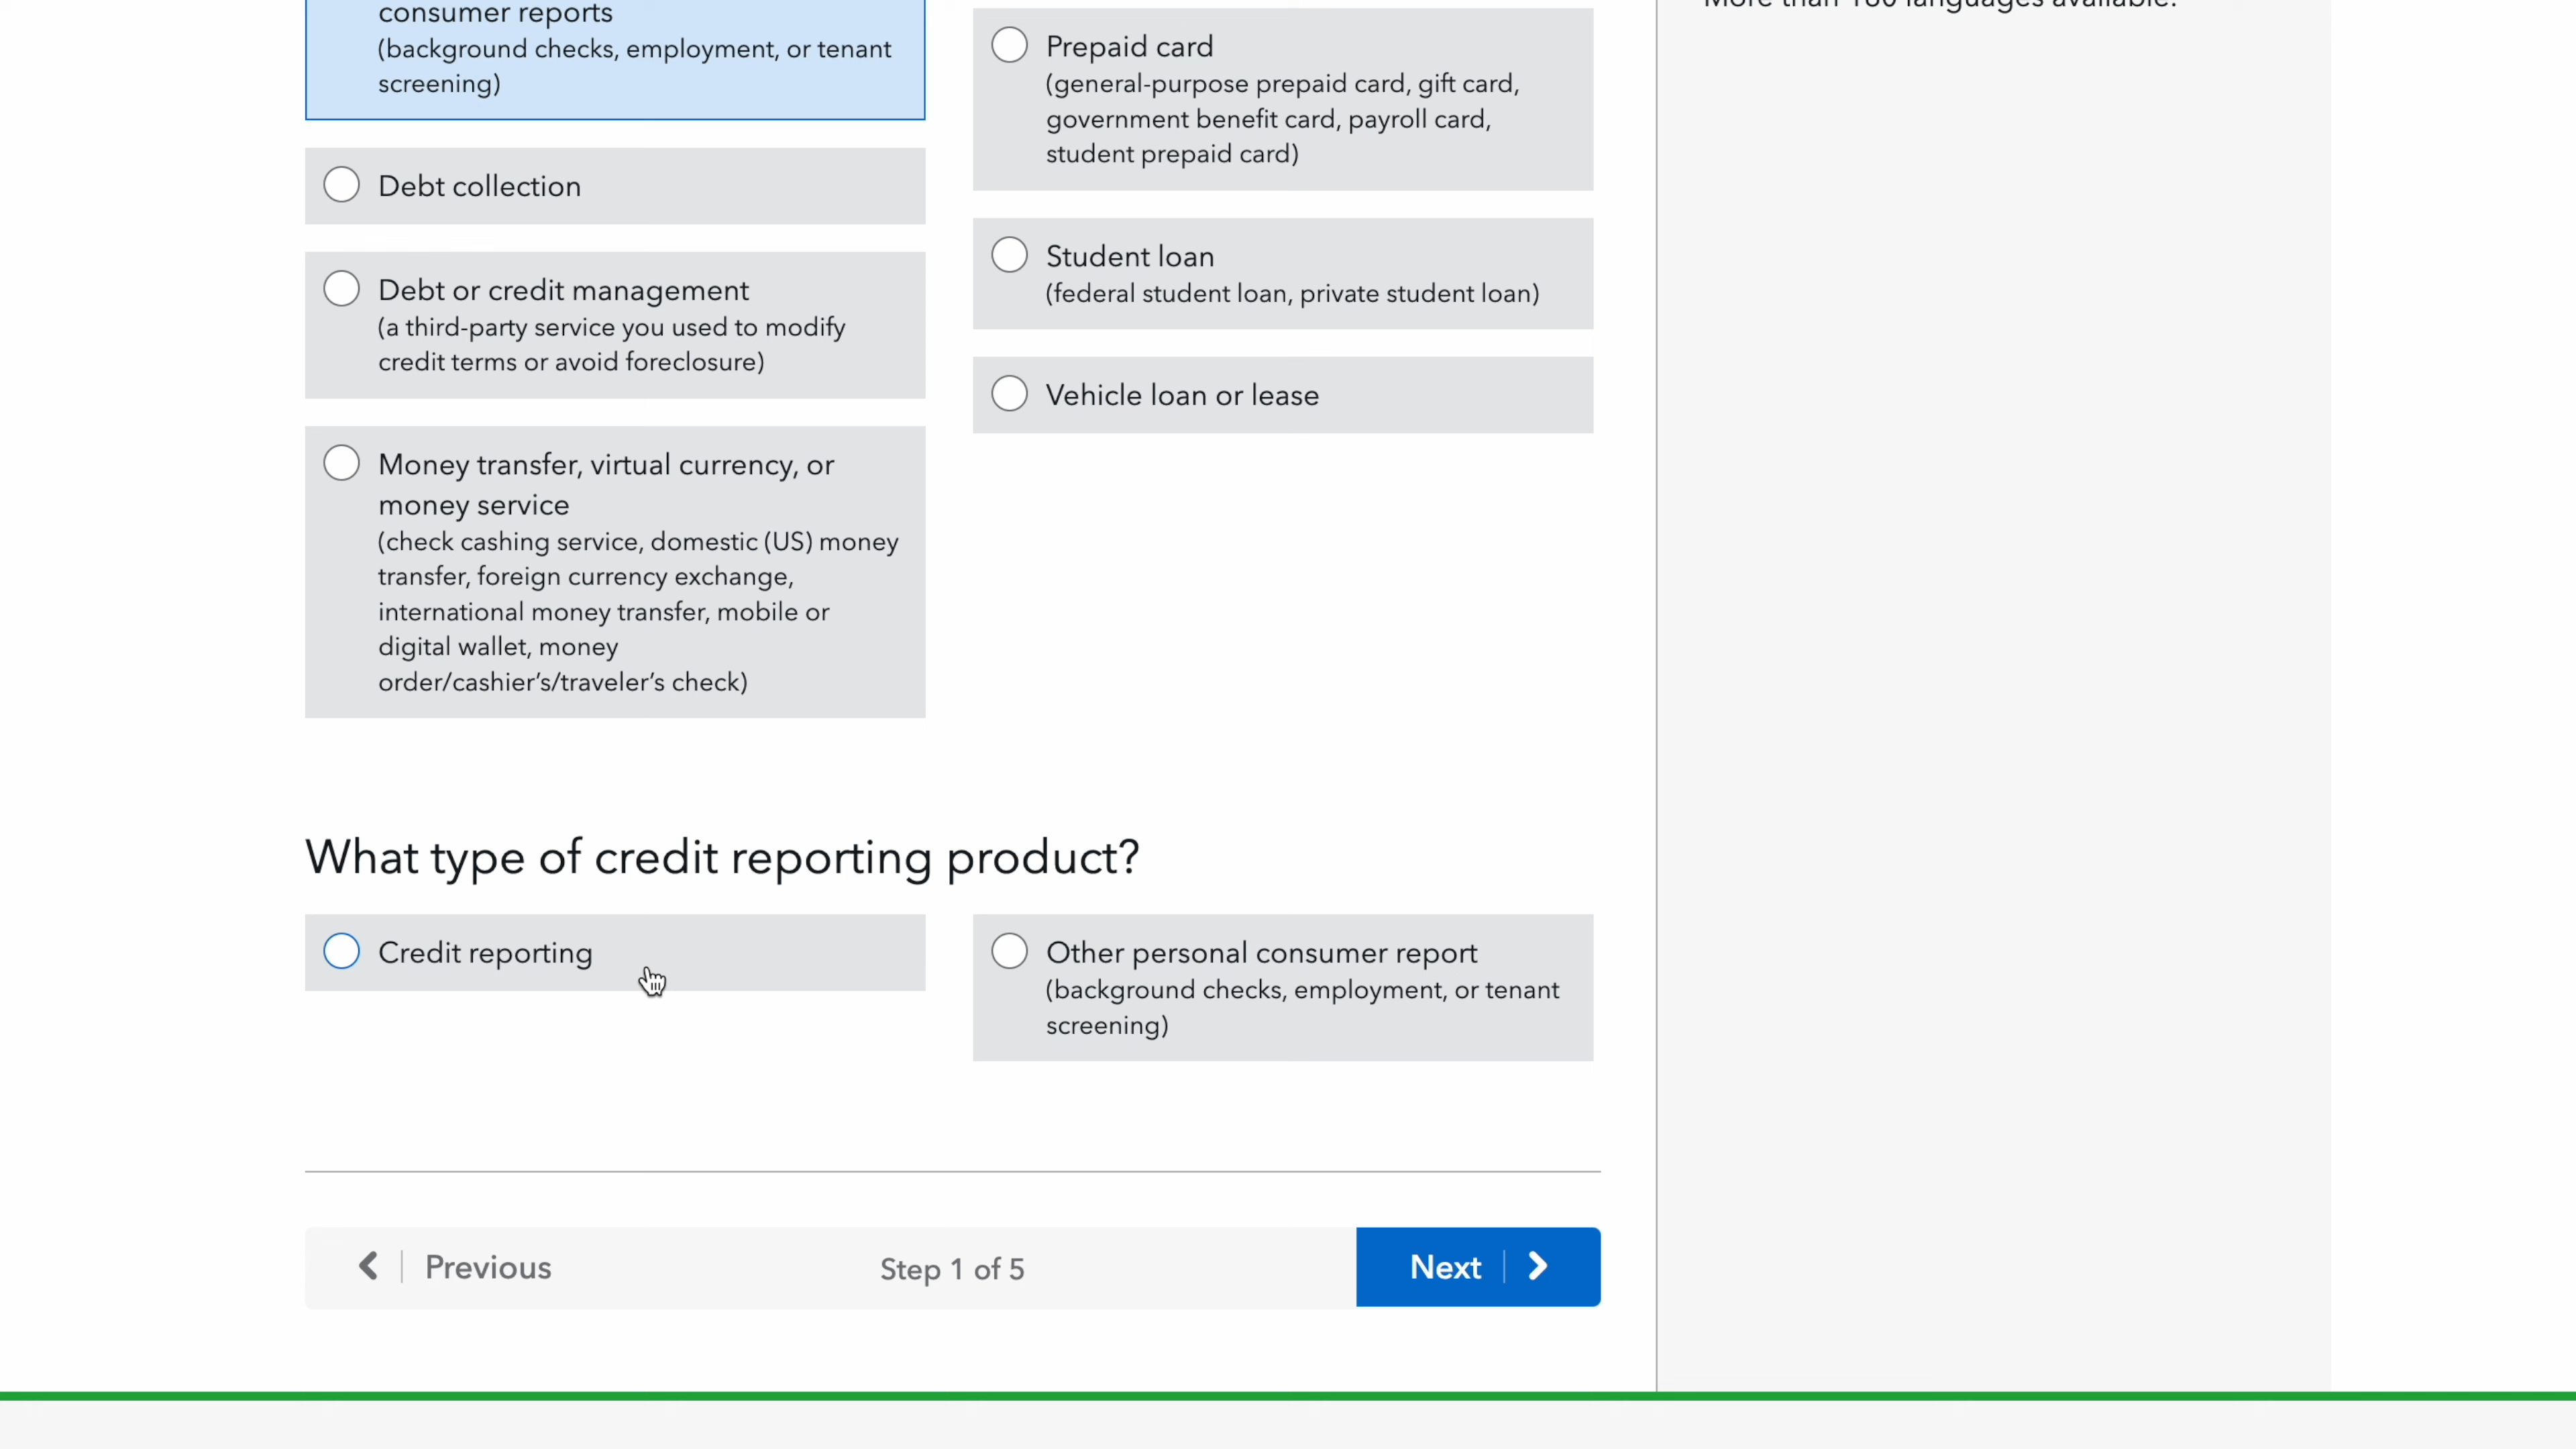 consumer reports
(background checks, employment, or tenant
screening)
Debt collection
Debt or credit management
(a third-party service you used to modify
credit terms or avoid foreclosure)
Money transfer, virtual currency, or
money service
(check cashing service, domestic (US) money
transfer, foreign currency exchange,
international money transfer, mobile or
digital wallet, money
order/cashier’s/traveler’s check)
Prepaid card
(general-purpose prepaid card, gift card,
government benefit card, payroll card,
student prepaid card)
Student loan
(federal student loan, private student loan)
Vehicle loan or lease
More than 180 languages available.
What type of credit reporting product?
Credit reporting
Other personal consumer report
(background checks, employment, or tenant
screening)
Previous
Step 1 of 5
Next